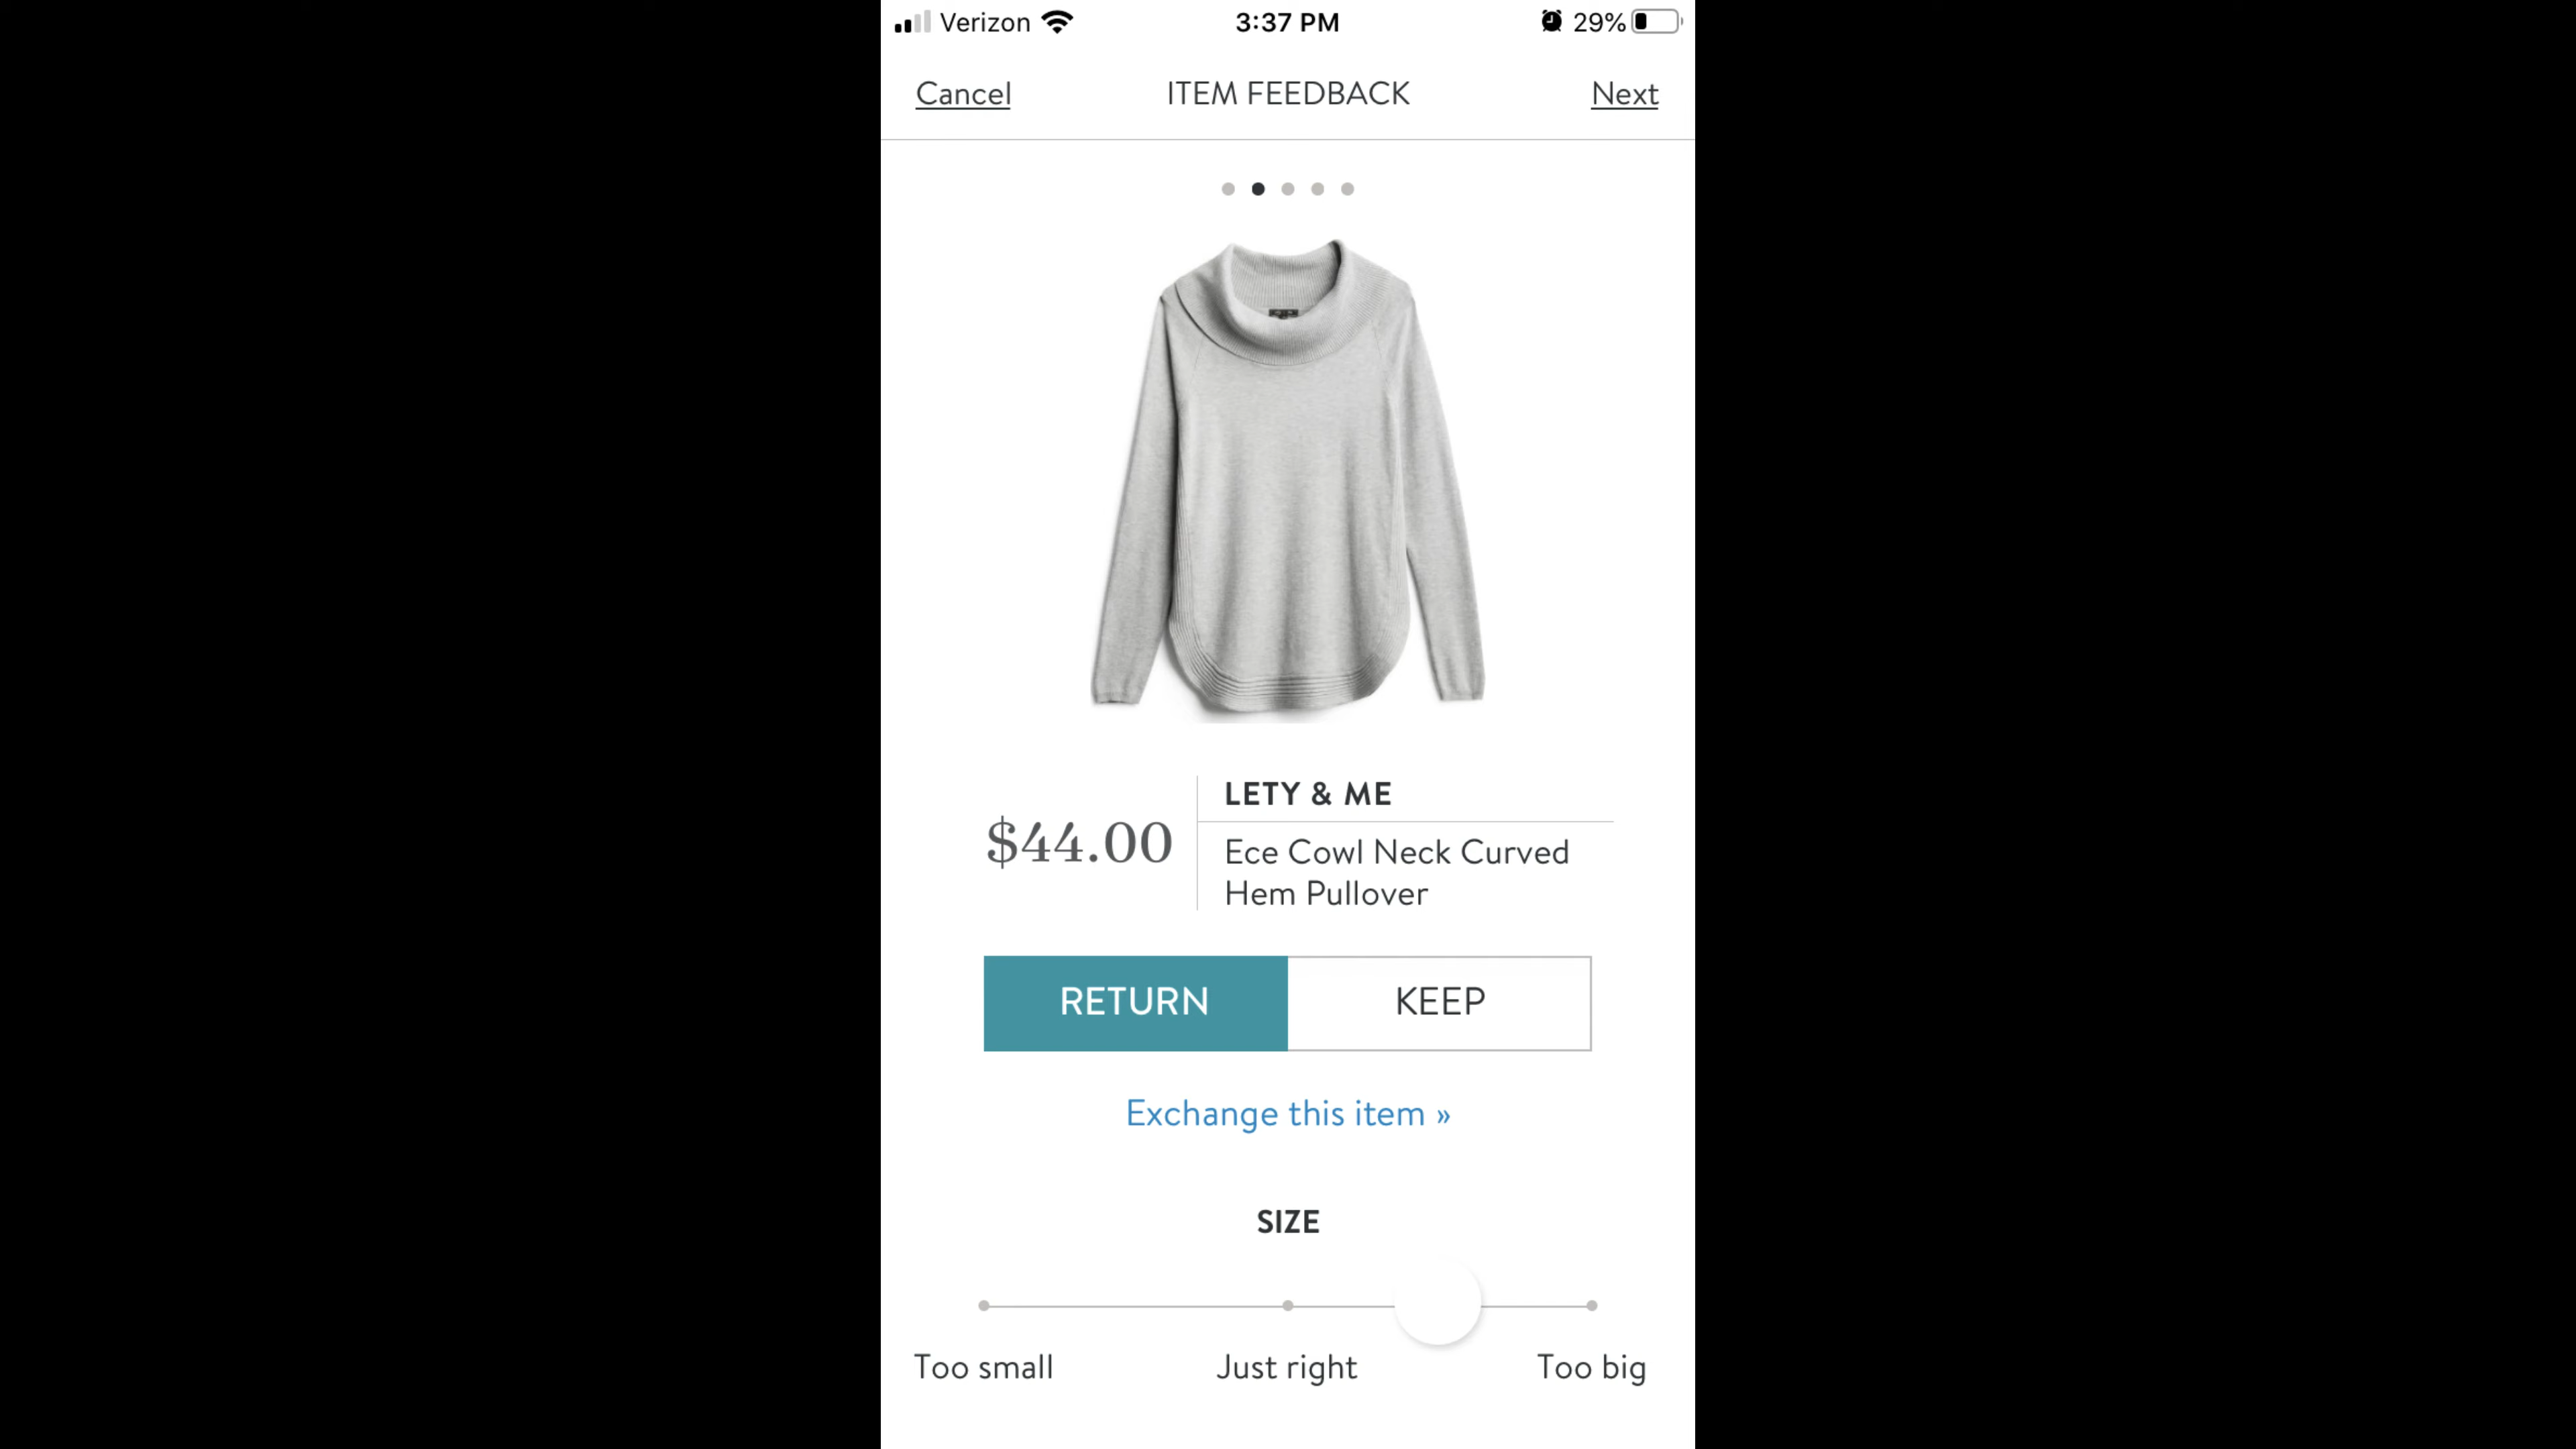 Verizon
3:37 PM
29%
Cancel
ITEM FEEDBACK
Next
$44.00
LETY & ME
Ece Cowl Neck Curved
Hem Pullover
RETURN
KEEP
Exchange this item »
SIZE
Too small
Just right
Too big